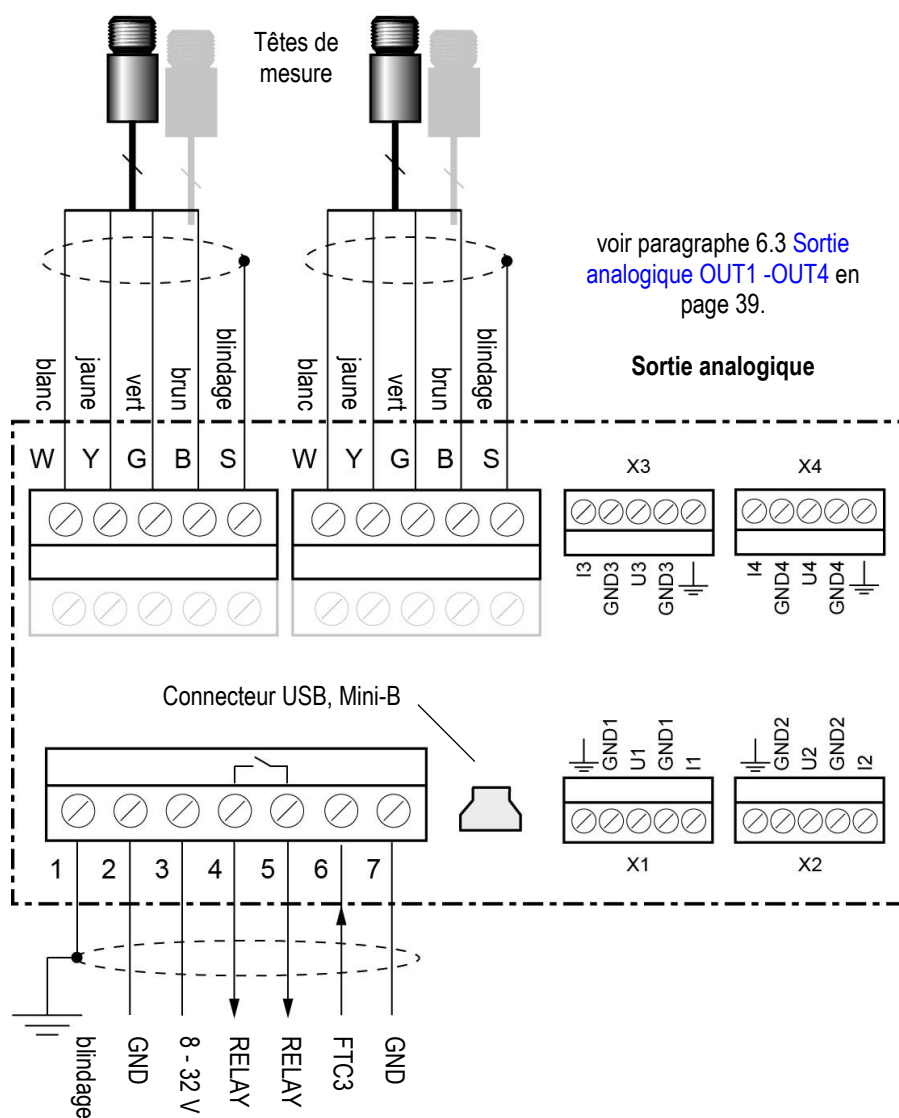 Têtes de
mesure
voir paragraphe 6.3 Sortie
analogique OUT1 -OUT4 en
page 39.
Sortie analogique
blanc
jaune
vert
brun
blindage
blanc
jaune
vert
brun
blindage
W Y G B S
W Y G B S
X3
X4
I3
GND3
U3
GND3
I4
GND4
U4
GND4
Connecteur USB, Mini-B
GND1
U1
GND1
I1
GND2
U2
GND2
I2
X1
X2
1 2 3 4 5 6 7
blindage
GND
8 - 32 V
RELAY
RELAY
FTC3
GND